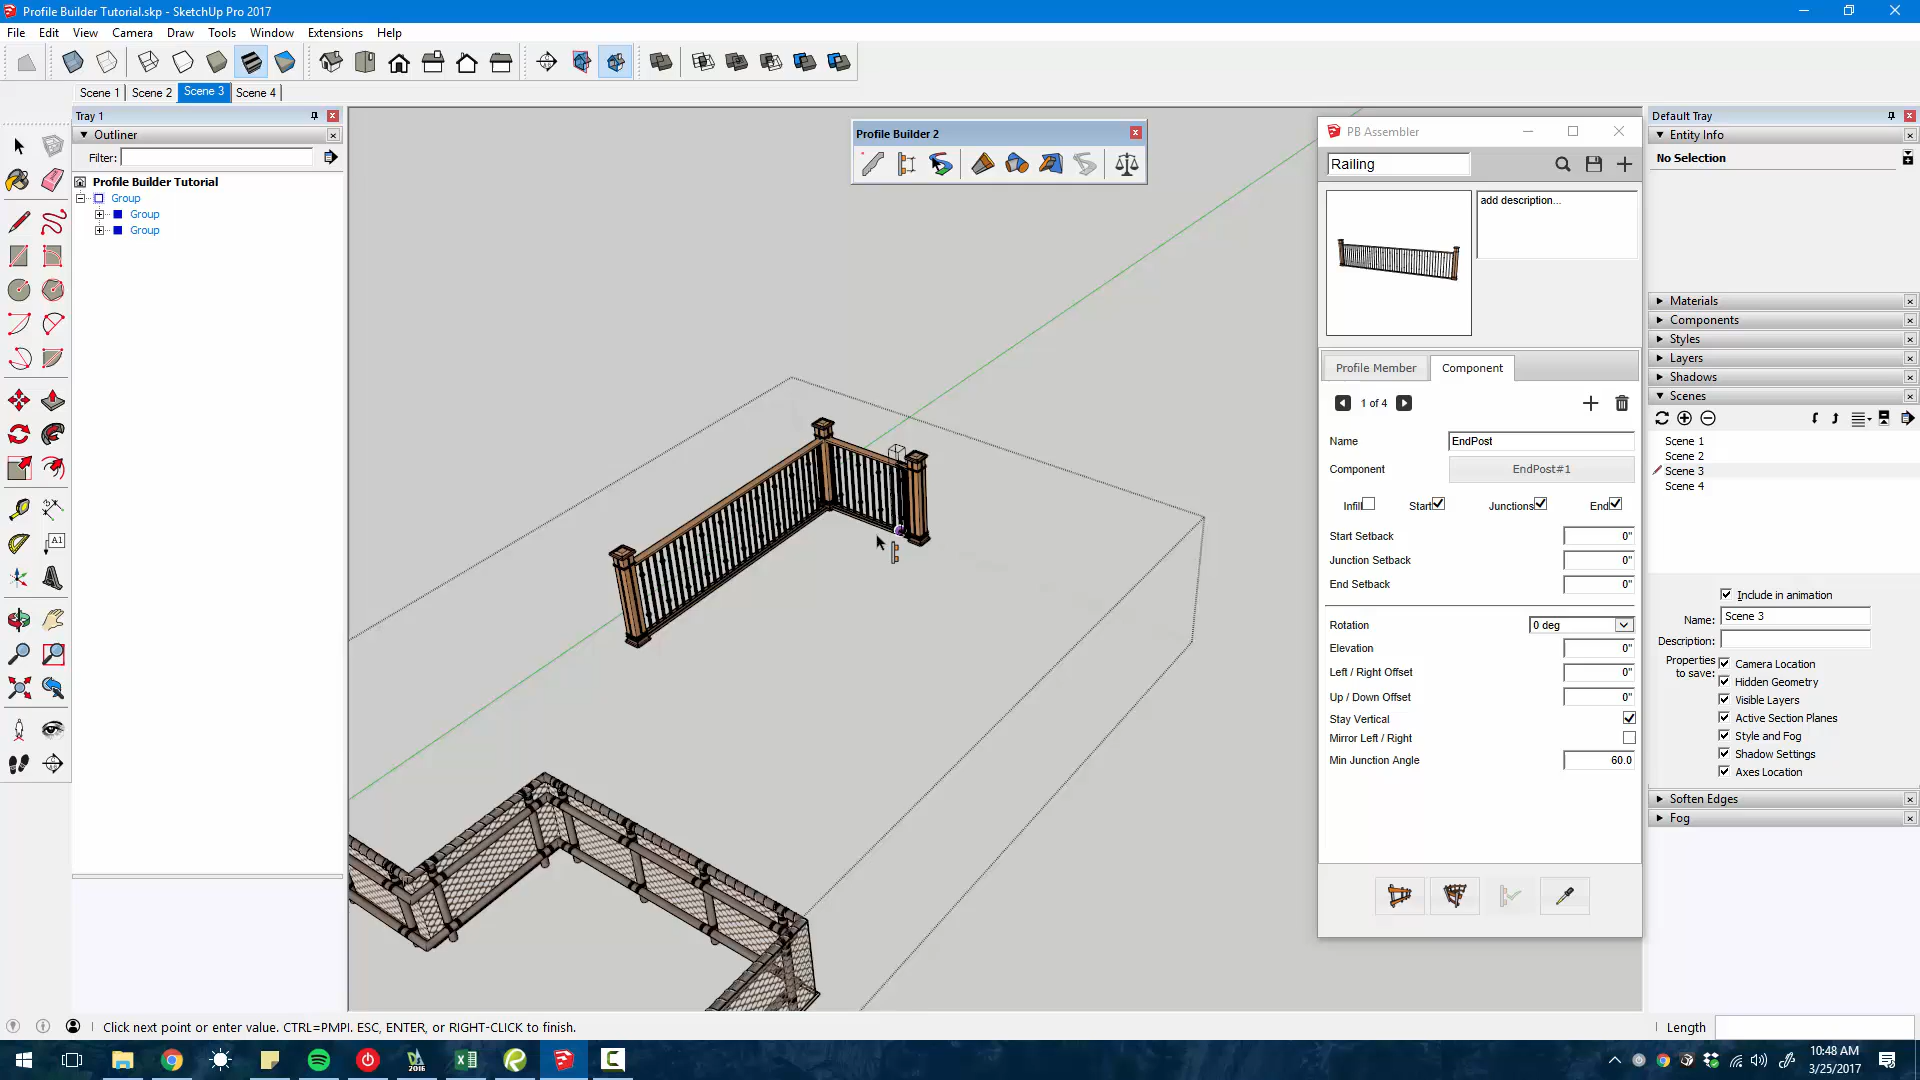 Profile Builder Tutorial.skp - SketchUp Pro 2017
File Edit View Camera Draw Tools Window Extensions Help
Scene 1 Scene 2 Scene 3 Scene 4
Tray 1
Outliner
Filter:
Profile Builder Tutorial
Group
Group
Group
A1
Profile Builder 2
PB Assembler
Railing
add description...
Profile Member Component
1 of 4
Name EndPost
Component EndPost#1
Infill Start Junctions End
Start Setback 0"
Junction Setback 0"
End Setback 0"
Rotation 0 deg
Elevation 0"
Left / Right Offset 0"
Up / Down Offset 0"
Stay Vertical
Mirror Left / Right
Min Junction Angle 60.0
Default Tray
Entity Info
No Selection
Materials
Components
Styles
Layers
Shadows
Scenes
Scene 1
Scene 2
Scene 3
Scene 4
Include in animation
Name: Scene 3
Description:
Properties to save:
Camera Location
Hidden Geometry
Visible Layers
Active Section Planes
Style and Fog
Shadow Settings
Axes Location
Soften Edges
Fog
Click next point or enter value. CTRL=PMPI. ESC, ENTER, or RIGHT-CLICK to finish.
Length
2016
10:48 AM
3/25/2017